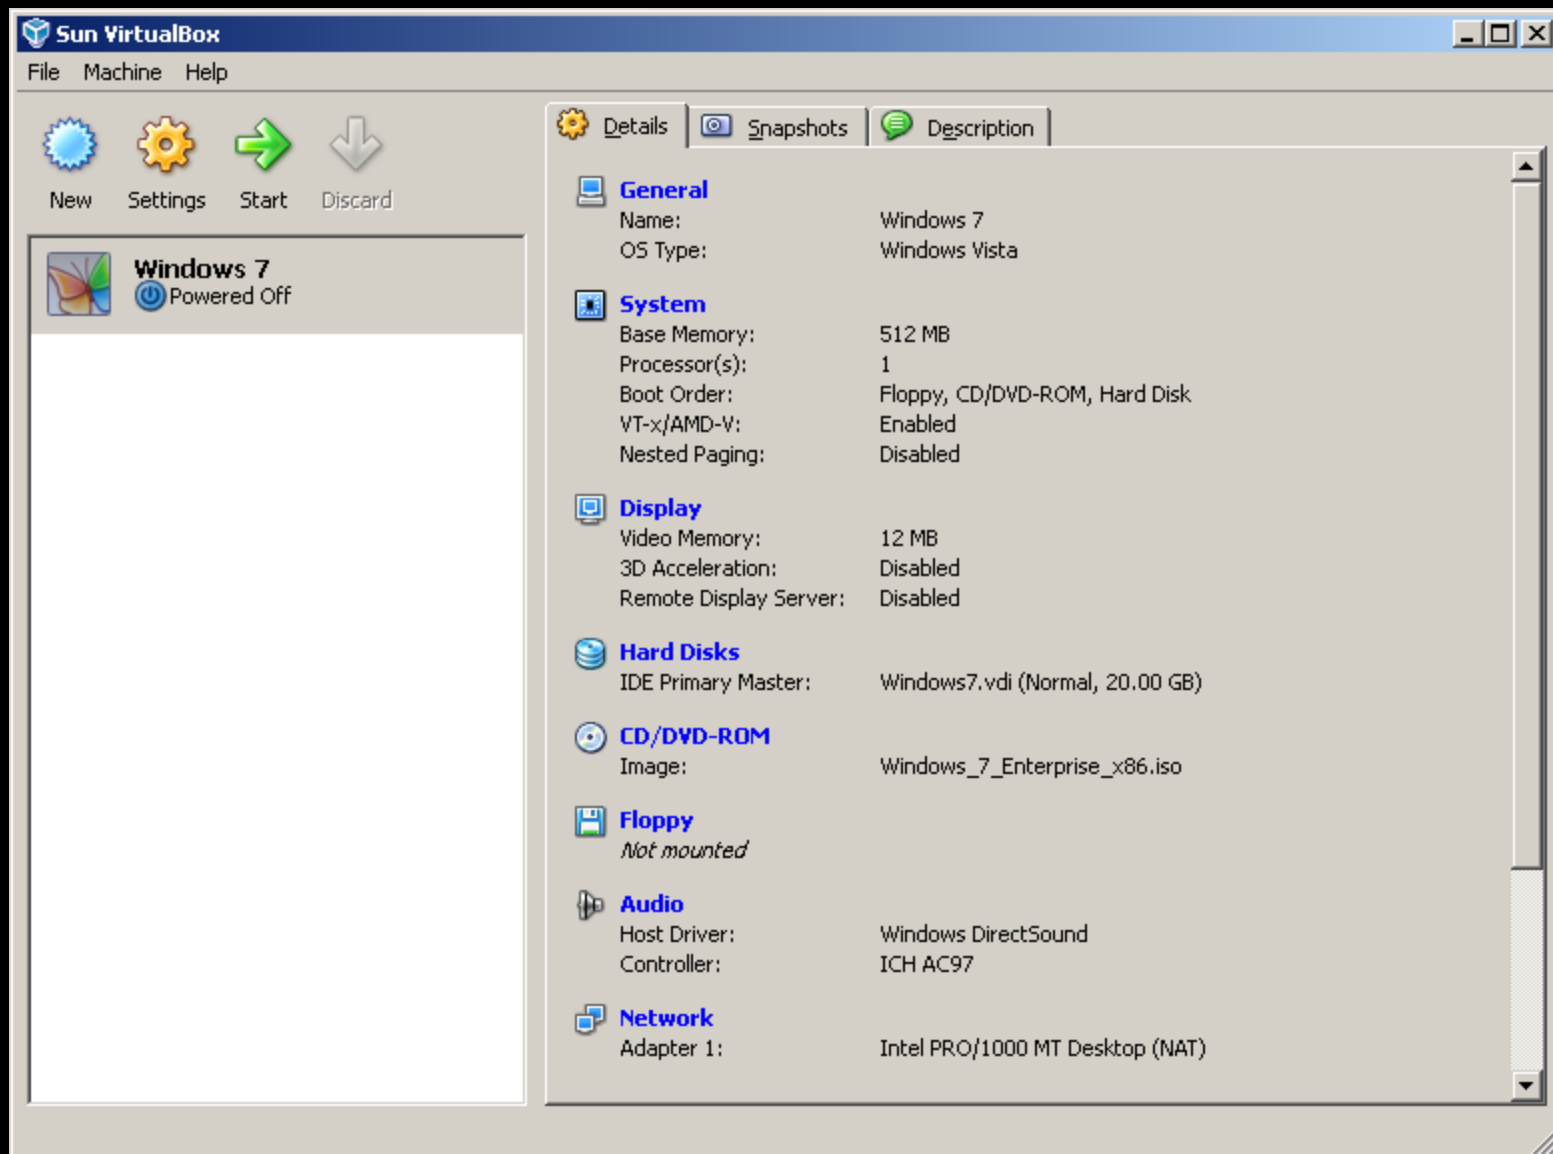 Sun VirtualBox
File Machine Help
New Settings Start Discard
Windows 7
Powered Off
Details Snapshots Description
General
Name: Windows 7
OS Type: Windows Vista
System
Base Memory: 512 MB
Processor(s): 1
Boot Order: Floppy, CD/DVD-ROM, Hard Disk
VT-x/AMD-V: Enabled
Nested Paging: Disabled
Display
Video Memory: 12 MB
3D Acceleration: Disabled
Remote Display Server: Disabled
Hard Disks
IDE Primary Master: Windows7.vdi (Normal, 20.00 GB)
CD/DVD-ROM
Image: Windows_7_Enterprise_x86.iso
Floppy
Not mounted
Audio
Host Driver: Windows DirectSound
Controller: ICH AC97
Network
Adapter 1: Intel PRO/1000 MT Desktop (NAT)